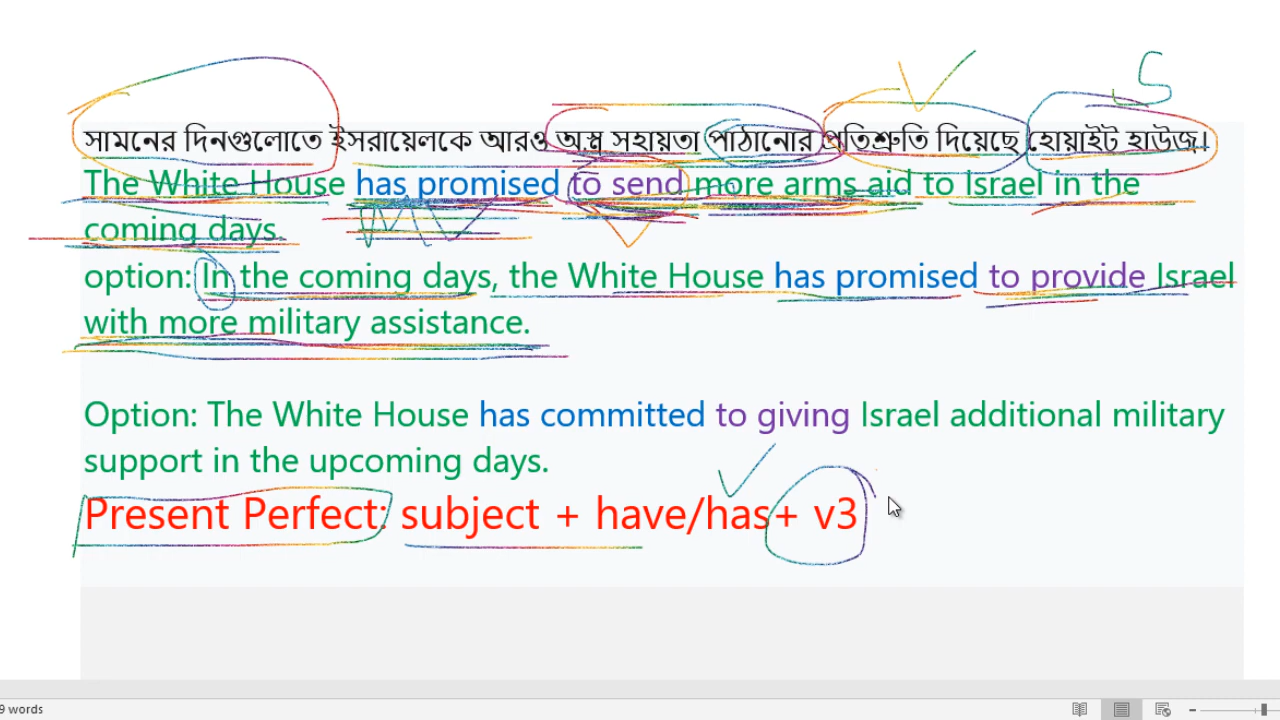 S
সামনের দিনগুলোতে ইসরায়েলকে আরও অস্ত্র সহায়তা পাঠানোর প্রতিশ্রুতি দিয়েছে হোয়াইট হাউজ।
The White House has promised to send more arms aid to Israel in the
coming days.
option: In the coming days, the White House has promised to provide Israel
with more military assistance.
Option: The White House has committed to giving Israel additional military
support in the upcoming days.
Present Perfect: subject + have/has+ v3
9 words